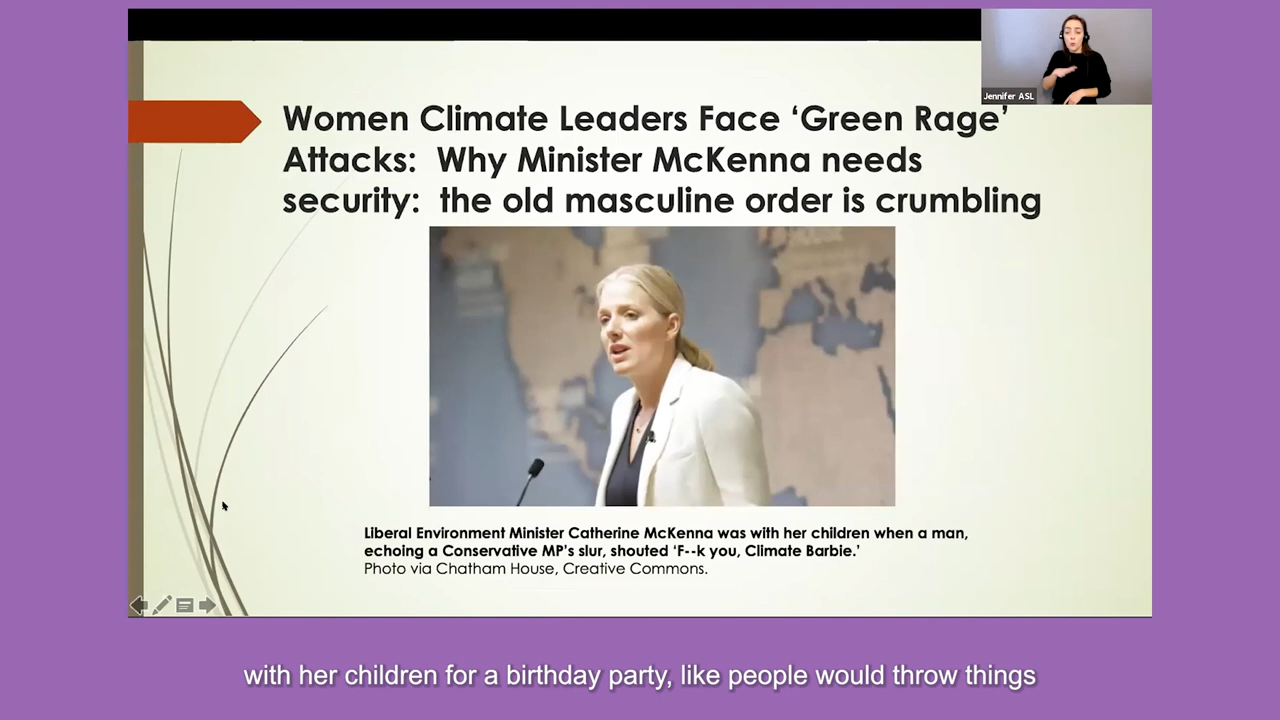 Jennifer ASL
Women Climate Leaders Face ‘Green Rage’
Attacks:  Why Minister McKenna needs
security:  the old masculine order is crumbling
Liberal Environment Minister Catherine McKenna was with her children when a man,
echoing a Conservative MP’s slur, shouted ‘F--k you, Climate Barbie.’
Photo via Chatham House, Creative Commons.
with her children for a birthday party, like people would throw things